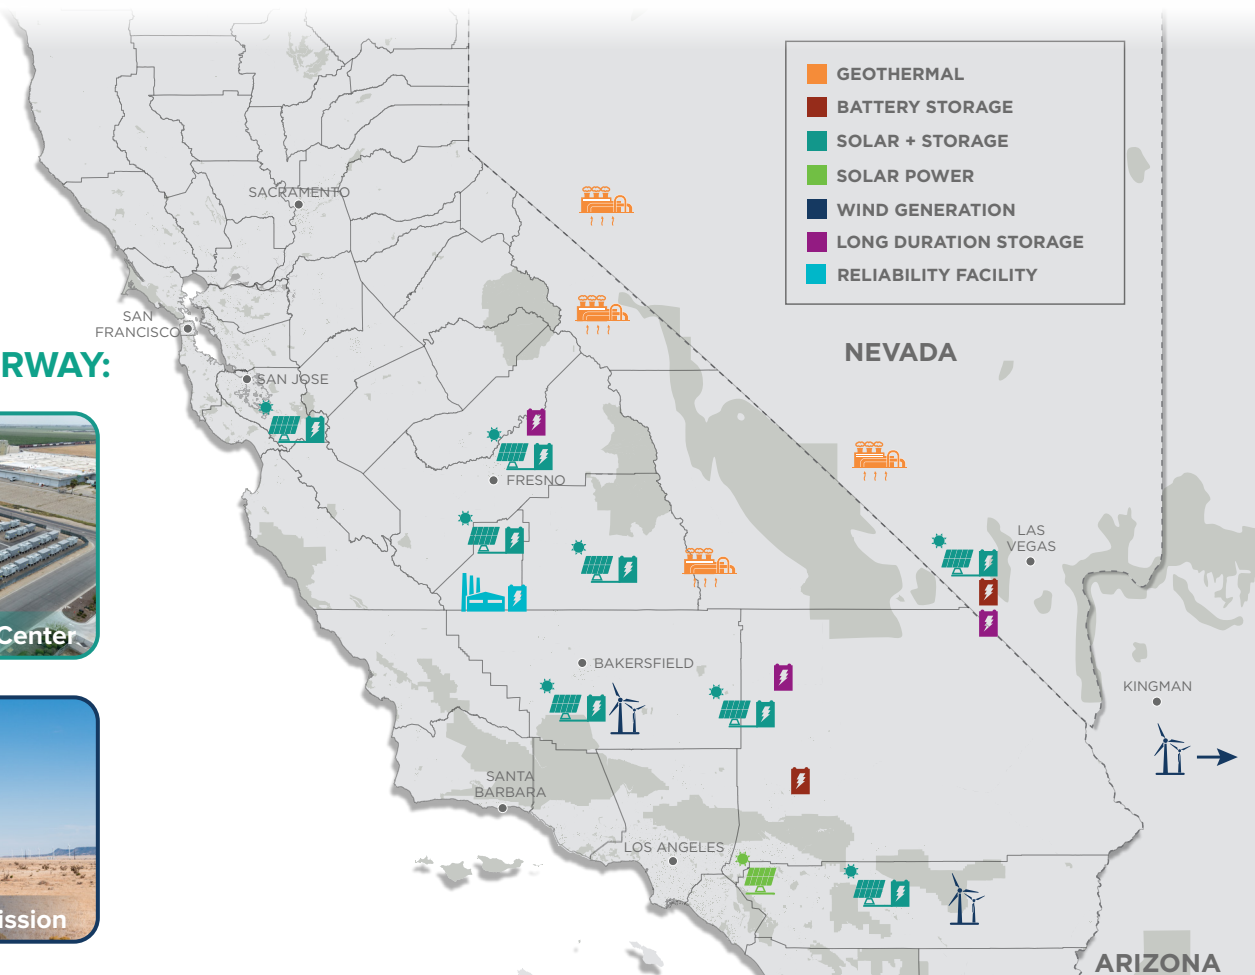 GEOTHERMAL
BATTERY STORAGE
SOLAR + STORAGE
SOLAR POWER
WIND GENERATION
LONG DURATION STORAGE
RELIABILITY FACILITY
SACRAMENTO
SAN
FRANCISCO
NEVADA
RWAY:
SAN JOSE
FRESNO
LAS
VEGAS
Center
BAKERSFIELD
KINGMAN
SANTA
BARBARA
LOS ANGELES
ission
ARIZONA